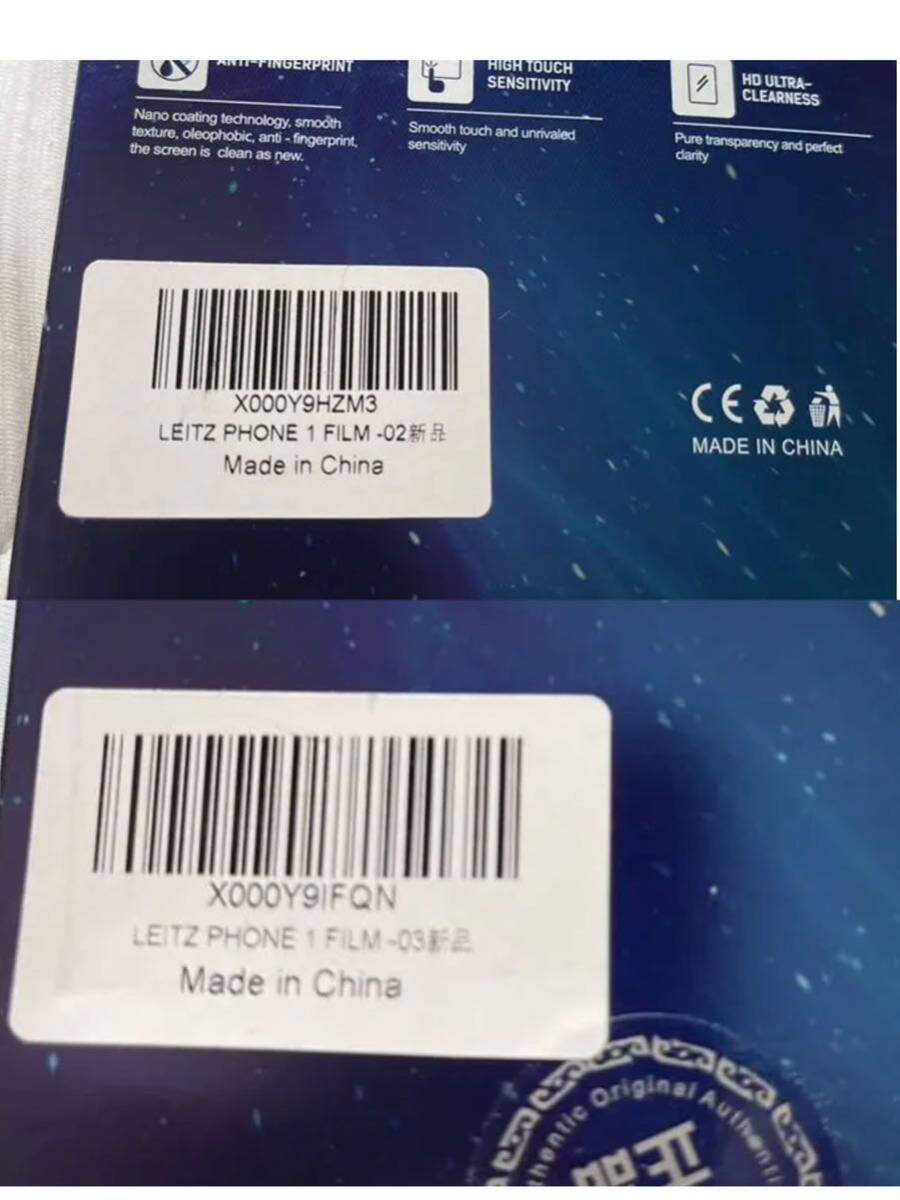 ANTI-FINGERPRINT
Nano coating technology, smooth
texture, oleophobic, anti - fingerprint,
the screen is clean as new.
HIGH TOUCH
SENSITIVITY
Smooth touch and unrivaled
sensitivity
HD ULTRA-
CLEARNESS
Pure transparency and perfect
clarity
X000Y9HZM3
LEITZ PHONE 1 FILM -02新品
Made in China
CE
MADE IN CHINA
X000Y9IFQN
LEITZ PHONE 1 FILM -03新品
Made in China
Original Authentic
正品